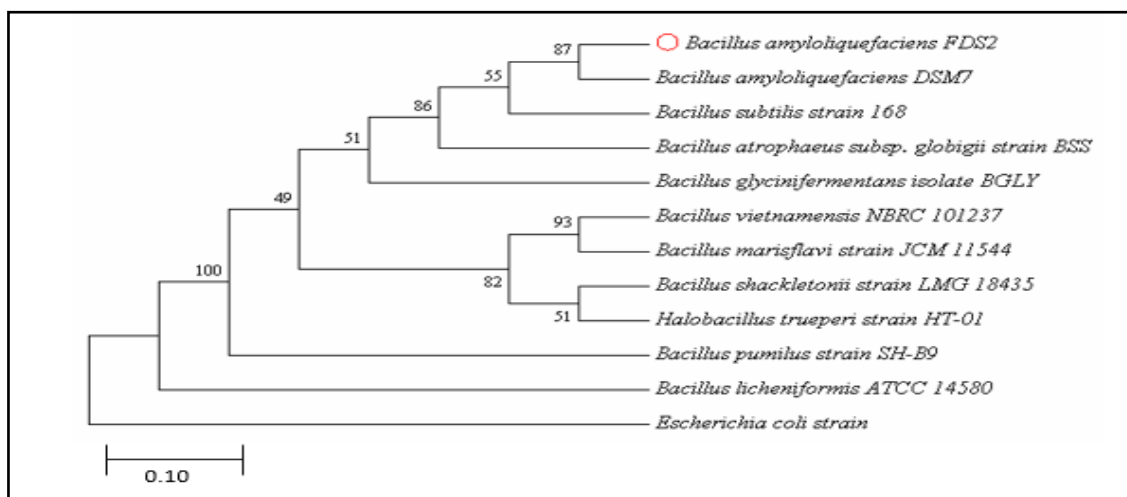 Bacillus amyloliquefaciens FDS2
87
Bacillus amyloliquefaciens DSM7
55
Bacillus subtilis strain 168
86
Bacillus atrophaeus subsp. globigii strain BSS
51
Bacillus glycinifermentans isolate BGLY
49
Bacillus vietnamensis NBRC 101237
93
Bacillus marisflavi strain JCM 11544
100
82
Bacillus shackletonii strain LMG 18435
51
Halobacillus trueperi strain HT-01
Bacillus pumilus strain SH-B9
Bacillus licheniformis ATCC 14580
Escherichia coli strain
0.10